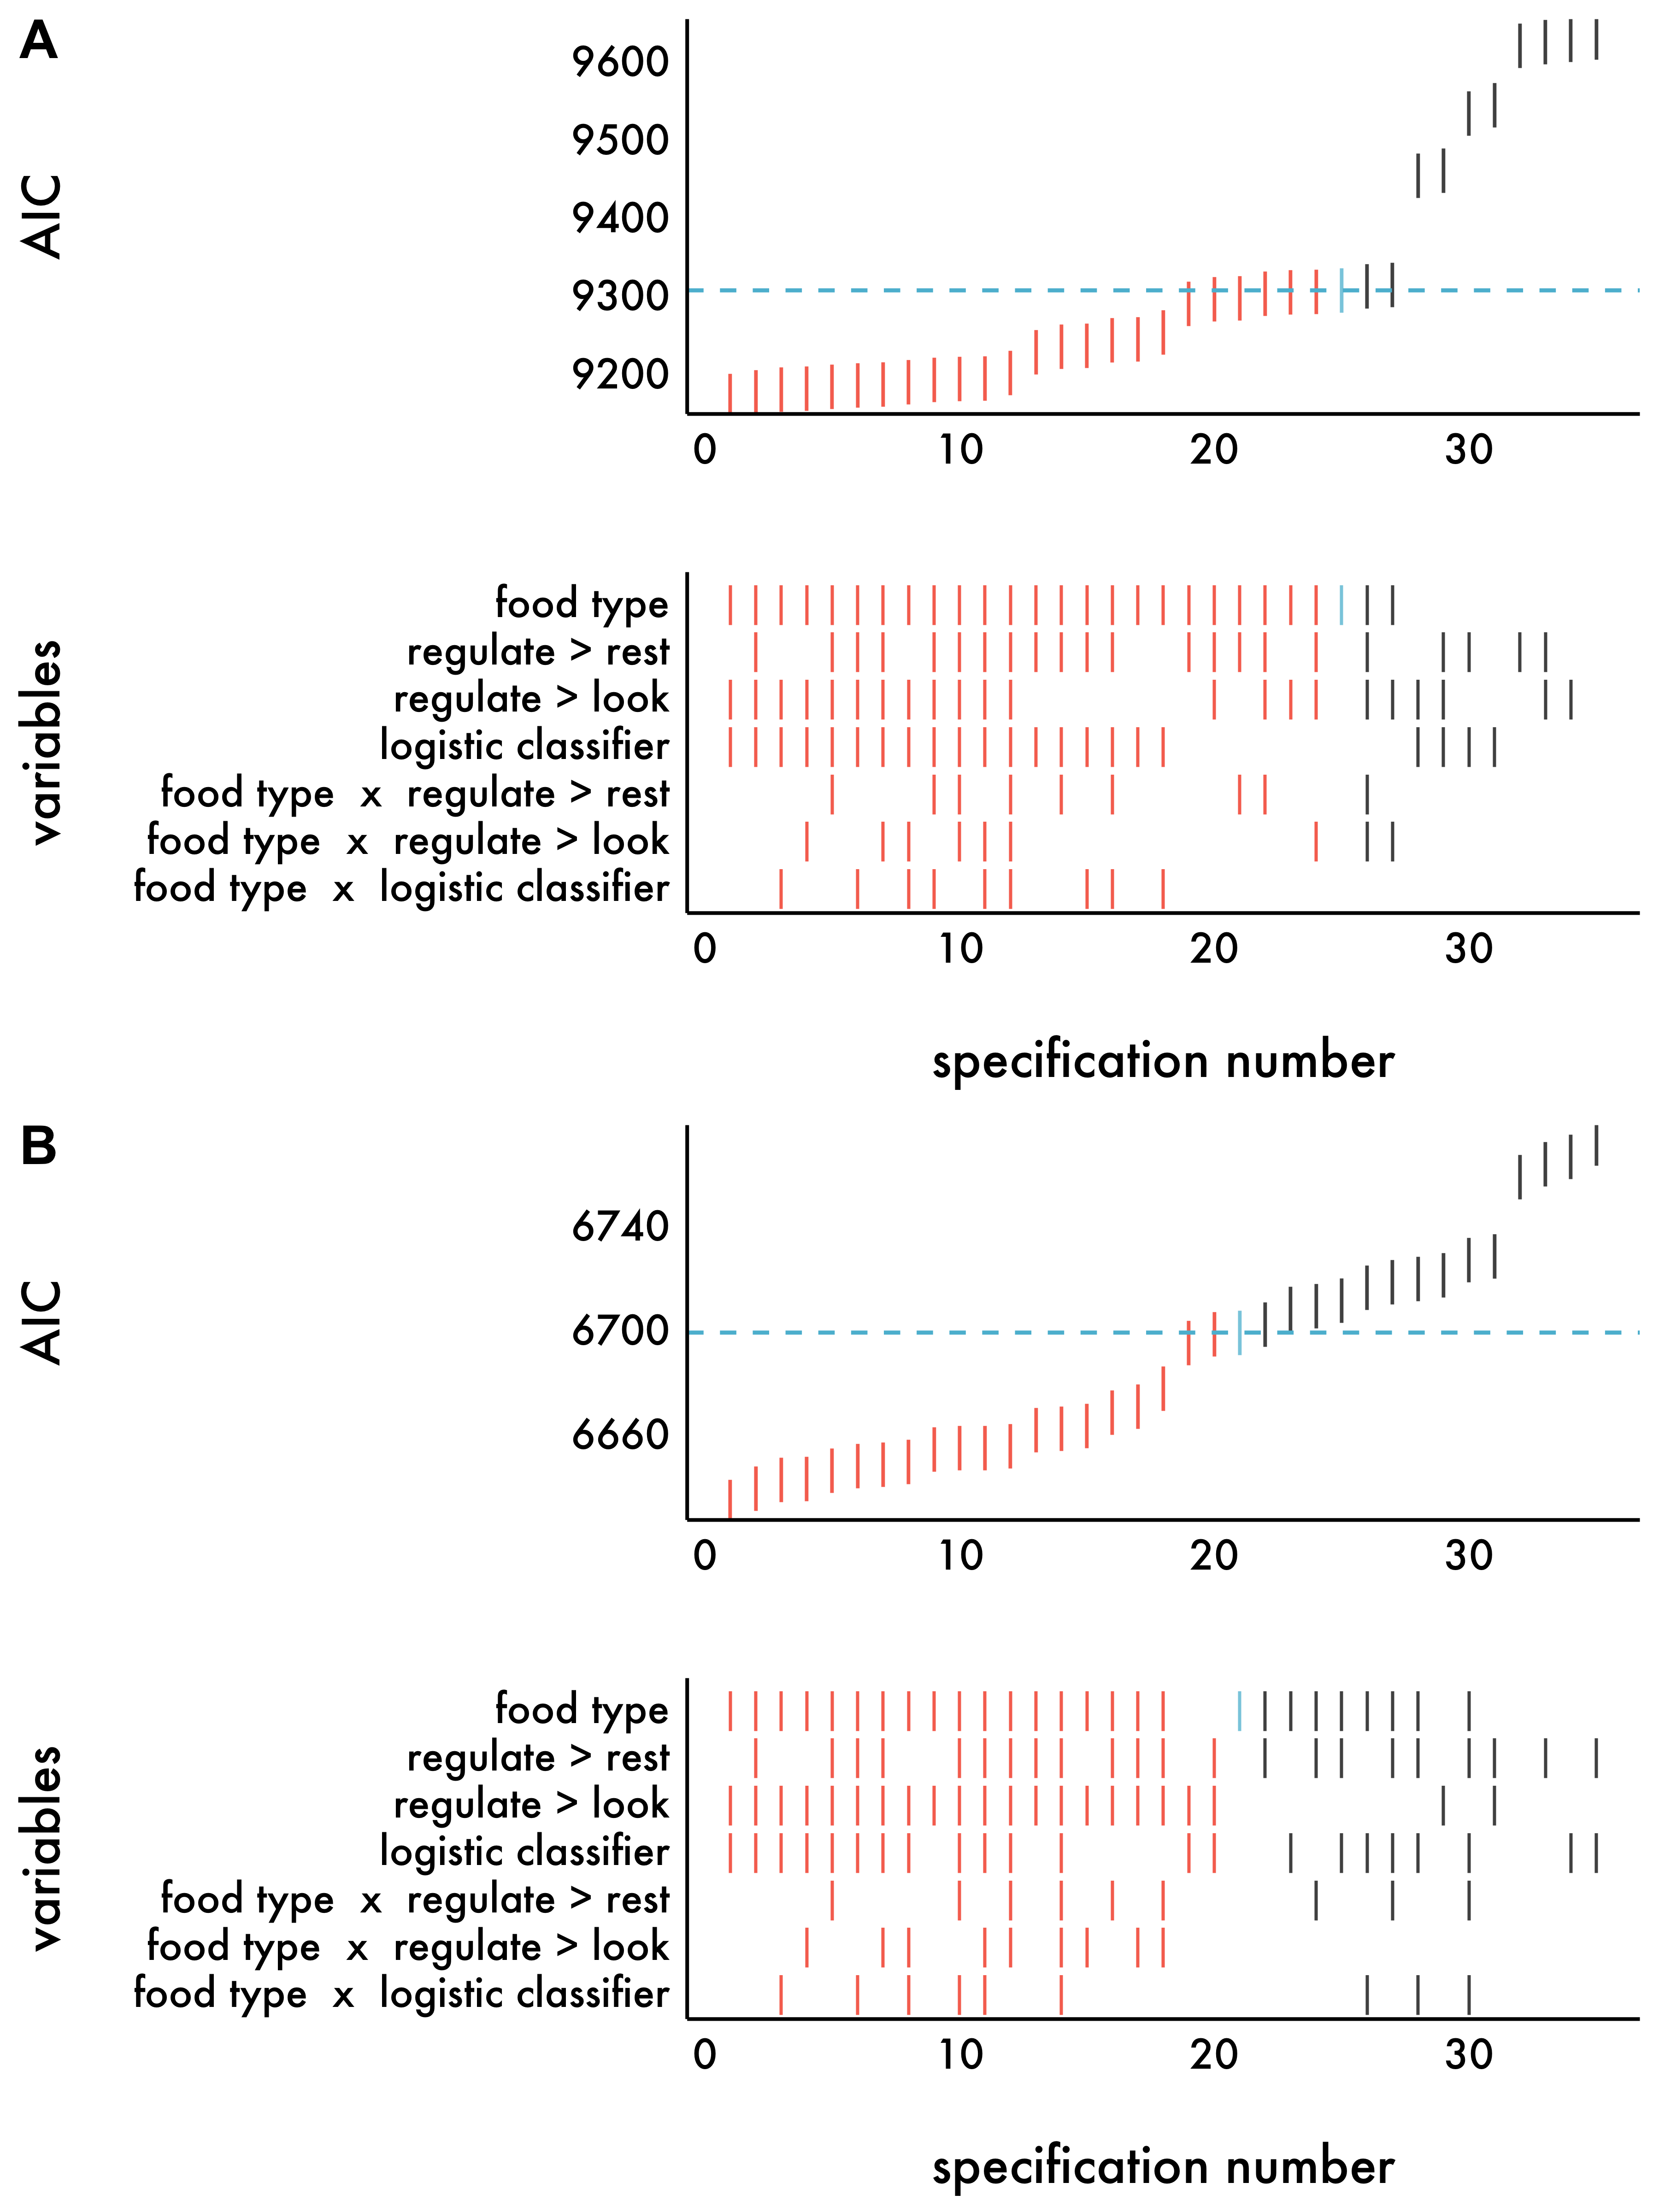 A
AIC
9600
9500
9400
9300
9200
0 10 20 30
variables
food type
regulate > rest
regulate > look
logistic classifier
food type x regulate > rest
food type x regulate > look
food type x logistic classifier
0 10 20 30
specification number
B
AIC
6740
6700
6660
0 10 20 30
variables
food type
regulate > rest
regulate > look
logistic classifier
food type x regulate > rest
food type x regulate > look
food type x logistic classifier
0 10 20 30
specification number